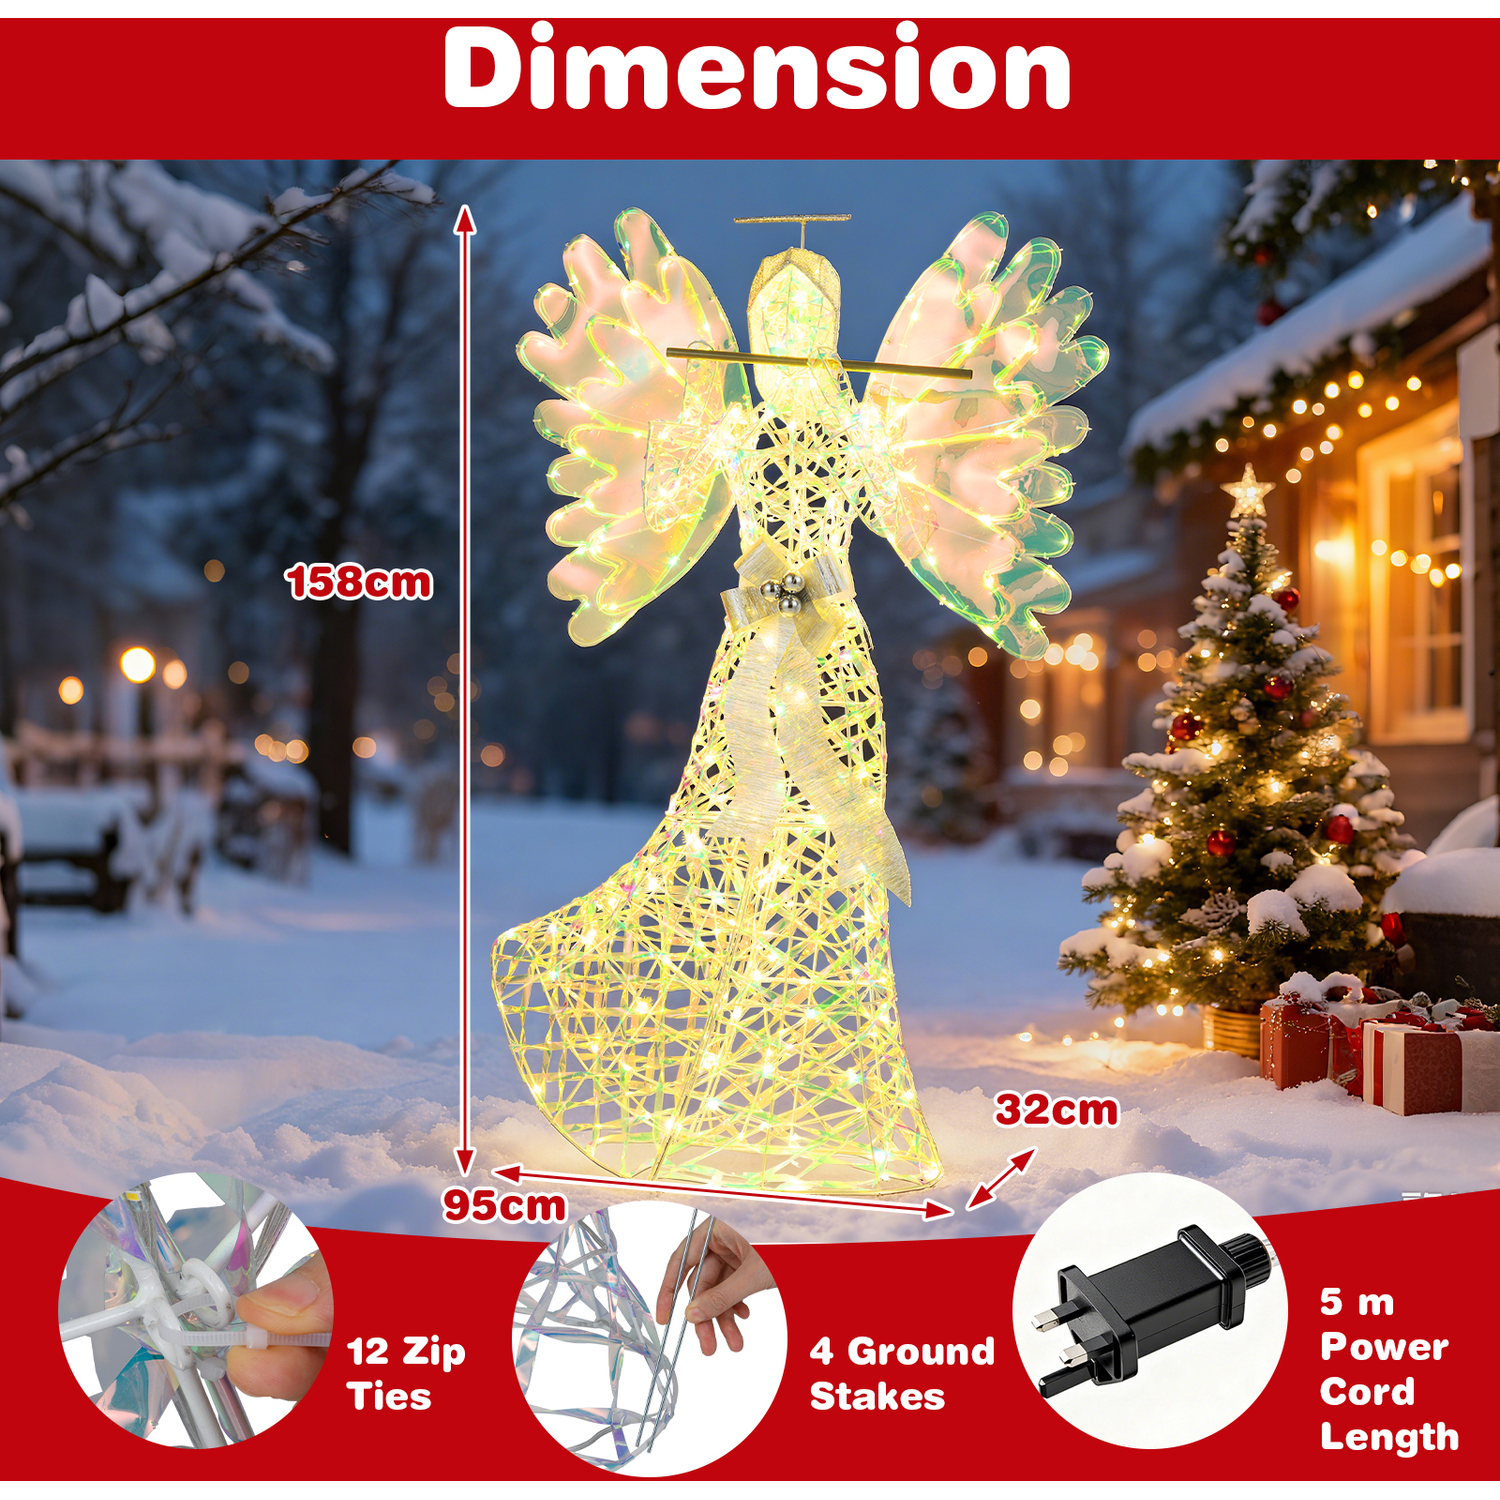 Dimension
158cm
32cm
95cm
12 Zip
Ties
4 Ground
Stakes
5 m
Power
Cord
Length